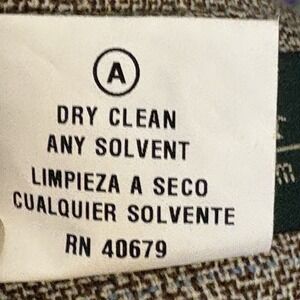 A
DRY CLEAN
ANY SOLVENT
LIMPIEZA A SECO
CUALQUIER SOLVENTE
RN 40679